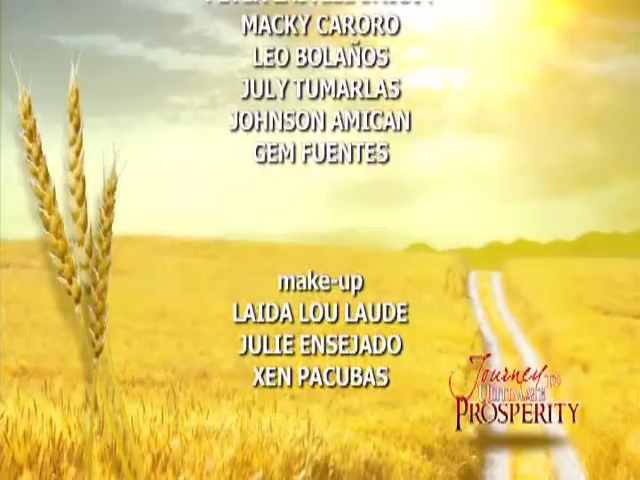 MACKY CARORO
LEO BOLAÑOS
JULY TUMARLAS
JOHNSON AMICAN
GEM FUENTES
make-up
LAIDA LOU LAUDE
JULIE ENSEJADO
XEN PACUBAS
Journey TO
ULTIMATE
PROSPERITY